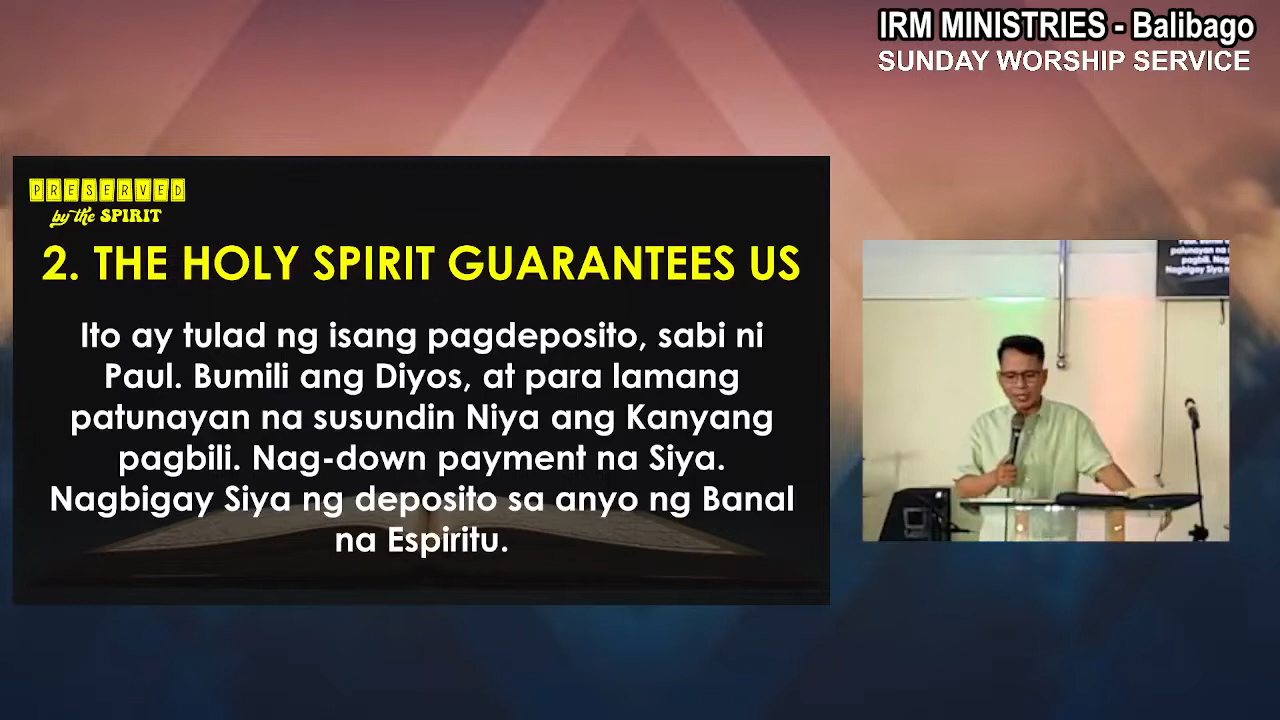 IRM MINISTRIES - Balibago
SUNDAY WORSHIP SERVICE
PRESERVED
by the SPIRIT
2. THE HOLY SPIRIT GUARANTEES US
Ito ay tulad ng isang pagdeposito, sabi ni
Paul. Bumili ang Diyos, at para lamang
patunayan na susundin Niya ang Kanyang
pagbili. Nag-down payment na Siya.
Nagbigay Siya ng deposito sa anyo ng Banal
na Espiritu.